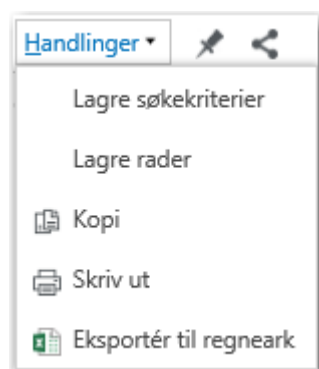 Handlinger
Lagre søkekriterier
Lagre rader
Kopi
Skriv ut
Eksportér til regneark